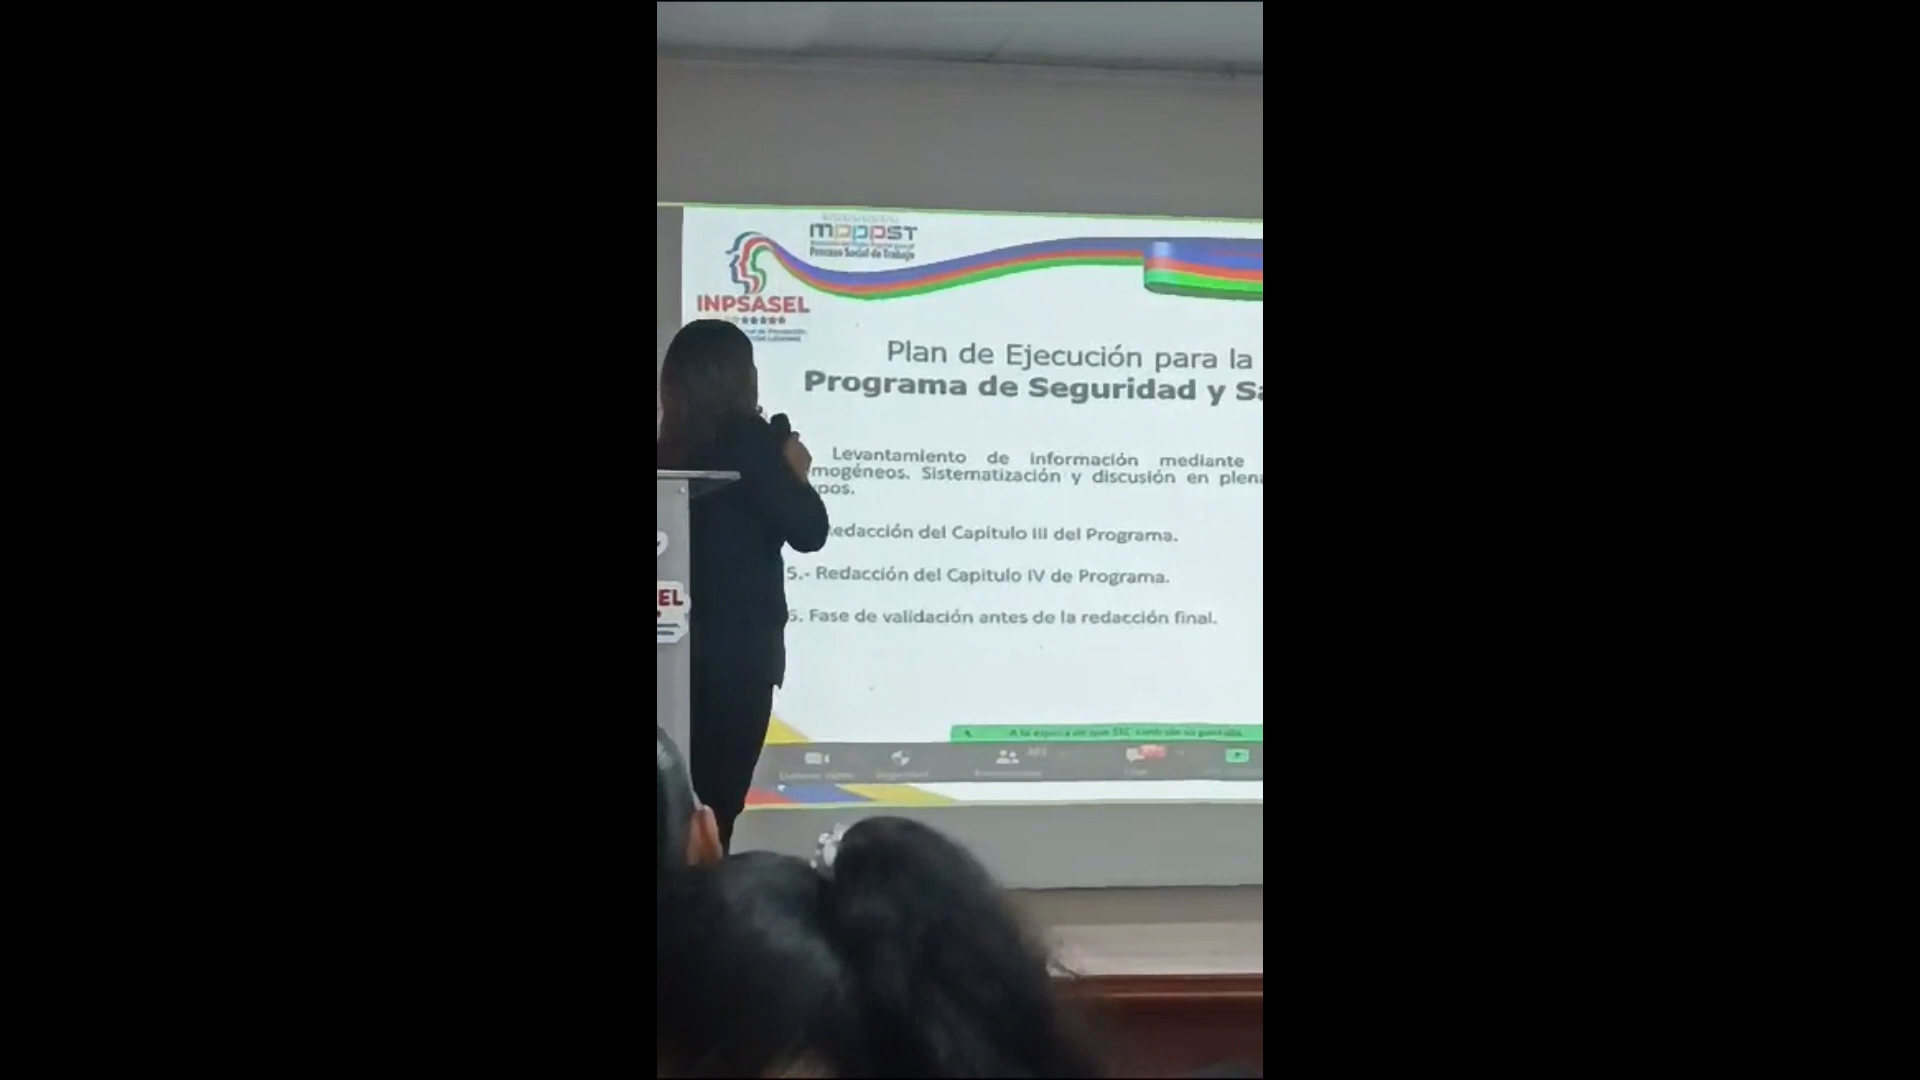 mpppst
Proceso Social de Trabajo
INPSASEL
Plan de Ejecución para la
Programa de Seguridad y Sa
Levantamiento de información mediante
mogéneos. Sistematización y discusión en plena
pos.
edacción del Capitulo III del Programa.
5.- Redacción del Capitulo IV de Programa.
6. Fase de validación antes de la redacción final.
EL